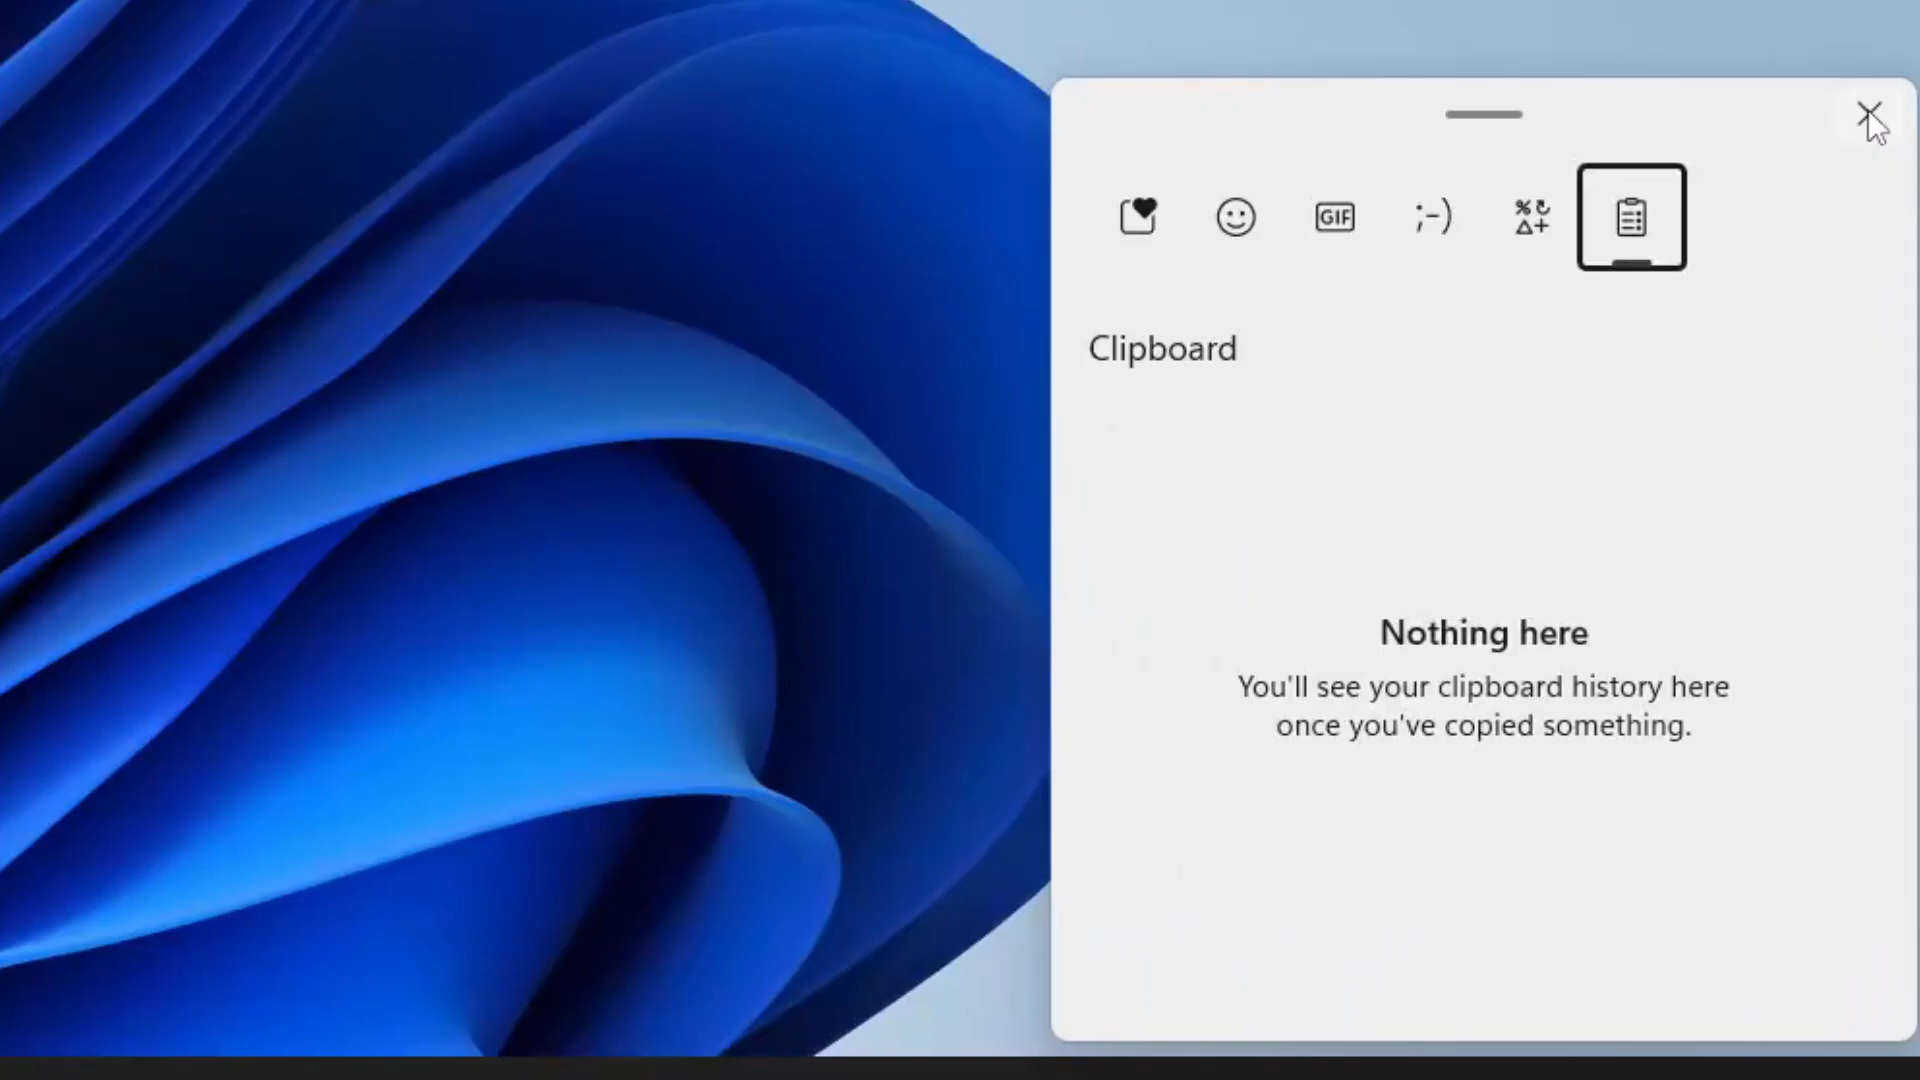 GIF
;-)
Clipboard
Nothing here
You'll see your clipboard history here
once you've copied something.